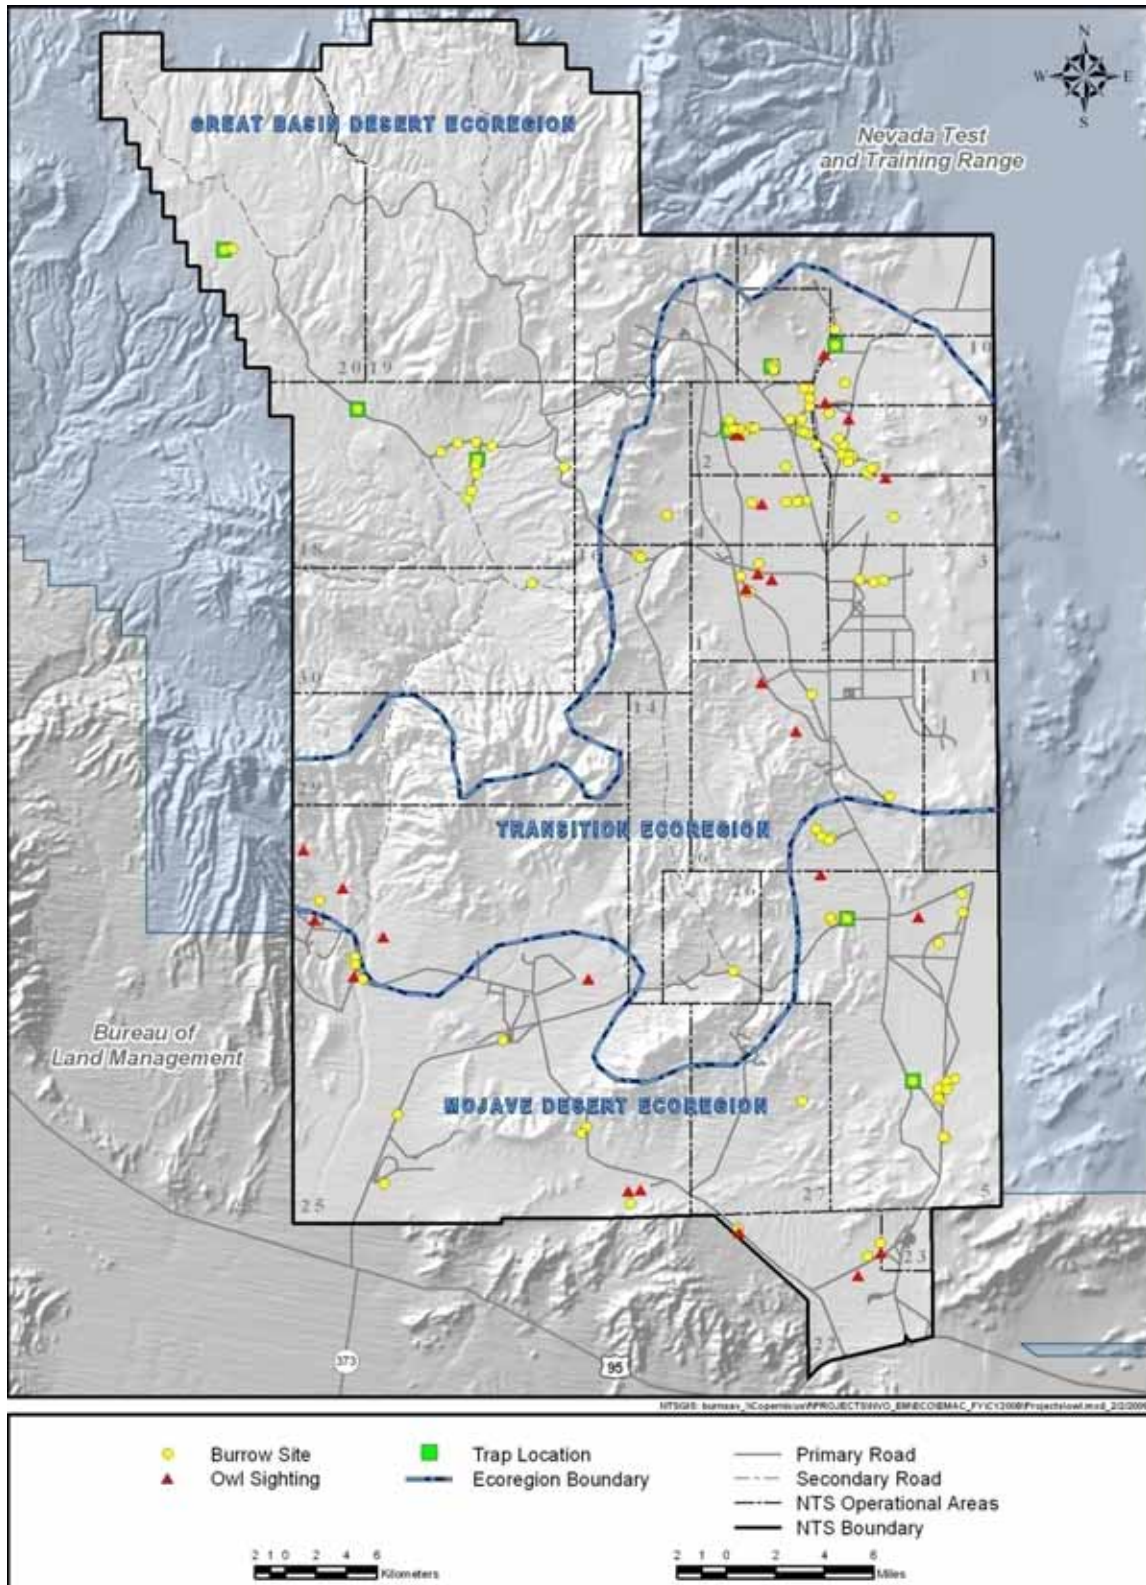 N
W E
S
GREAT BASIN DESERT ECOREGION
Nevada Test
and Training Range
12 15
10
20 19
9
2
7
18
16
4
3
1
11
30
14
29
TRANSITION ECOREGION
6
26
Bureau of
Land Management
MOJAVE DESERT ECOREGION
25
27
5
23
22
373
95
Burrow Site
Owl Sighting
Trap Location
Ecoregion Boundary
Primary Road
Secondary Road
NTS Operational Areas
NTS Boundary
2 1 0 2 4 6
Kilometers
2 1 0 2 4 6
Miles